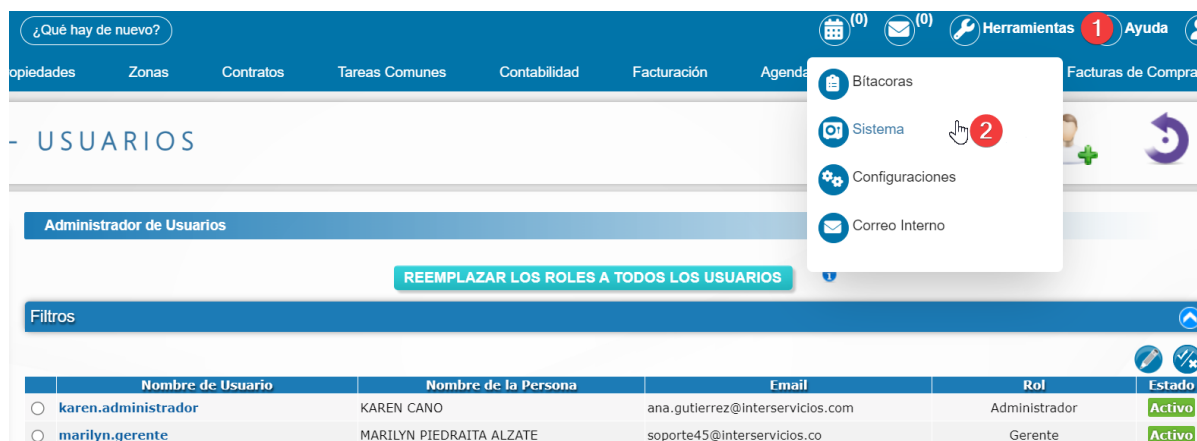 ¿Qué hay de nuevo?
(0)
(0)
Herramientas
1
Ayuda
opiedades
Zonas
Contratos
Tareas Comunes
Contabilidad
Facturación
Agenda
Facturas de Compra
Bítacoras
Sistema
2
Configuraciones
Correo Interno
- USUARIOS
Administrador de Usuarios
REEMPLAZAR LOS ROLES A TODOS LOS USUARIOS
Filtros
Nombre de Usuario Nombre de la Persona Email Rol Estado
karen.administrador KAREN CANO ana.gutierrez@interservicios.com Administrador Activo
marilyn.gerente MARILYN PIEDRAITA ALZATE soporte45@interservicios.co Gerente Activo